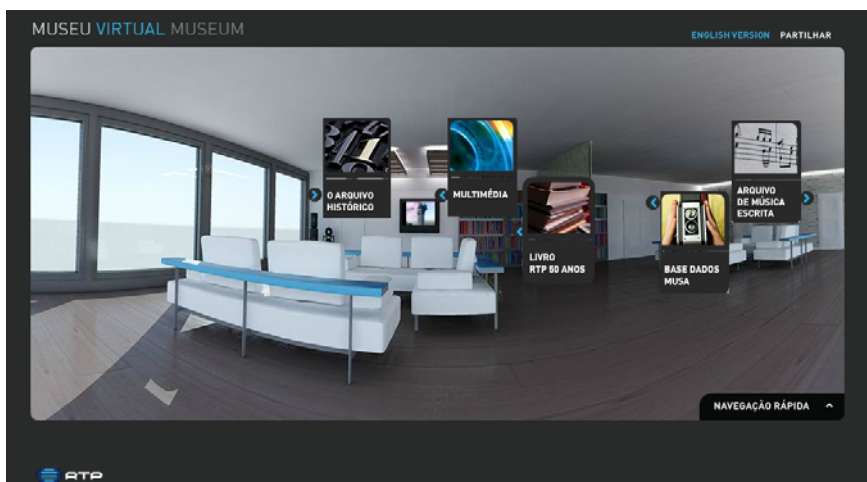 MUSEU VIRTUAL MUSEUM
ENGLISH VERSION PARTILHAR
O ARQUIVO
HISTÓRICO
MULTIMÉDIA
LIVRO
RTP 50 ANOS
BASE DADOS
MUSA
ARQUIVO
DE MÚSICA
ESCRITA
NAVEGAÇÃO RÁPIDA
RTP